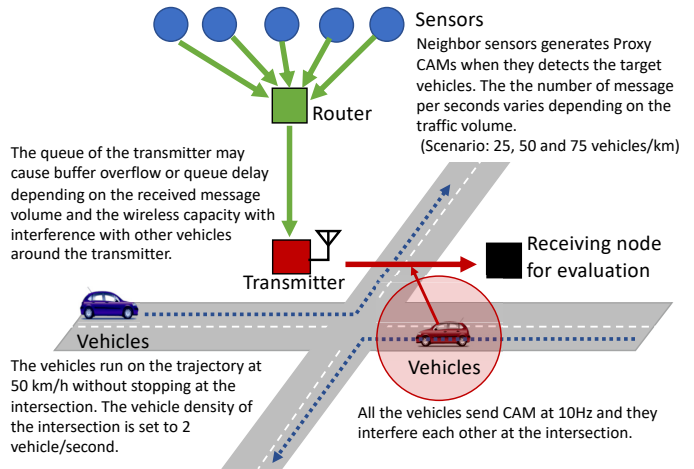 Sensors
Neighbor sensors generates Proxy
CAMs when they detects the target
vehicles. The the number of message
per seconds varies depending on the
traffic volume.
(Scenario: 25, 50 and 75 vehicles/km)
Router
The queue of the transmitter may
cause buffer overflow or queue delay
depending on the received message
volume and the wireless capacity with
interference with other vehicles
around the transmitter.
Transmitter
Receiving node
for evaluation
Vehicles
Vehicles
The vehicles run on the trajectory at
50 km/h without stopping at the
intersection. The vehicle density of
the intersection is set to 2
vehicle/second.
All the vehicles send CAM at 10Hz and they
interfere each other at the intersection.